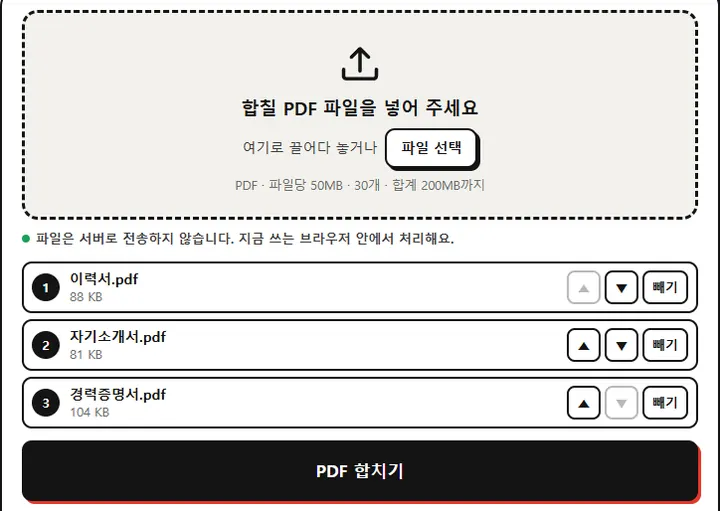 합칠 PDF 파일을 넣어 주세요
여기로 끌어다 놓거나 파일 선택
PDF · 파일당 50MB · 30개 · 합계 200MB까지
파일은 서버로 전송하지 않습니다. 지금 쓰는 브라우저 안에서 처리해요.
1 이력서.pdf ▲ ▼ 빼기
88 KB
2 자기소개서.pdf ▲ ▼ 빼기
81 KB
3 경력증명서.pdf ▲ ▼ 빼기
104 KB
PDF 합치기